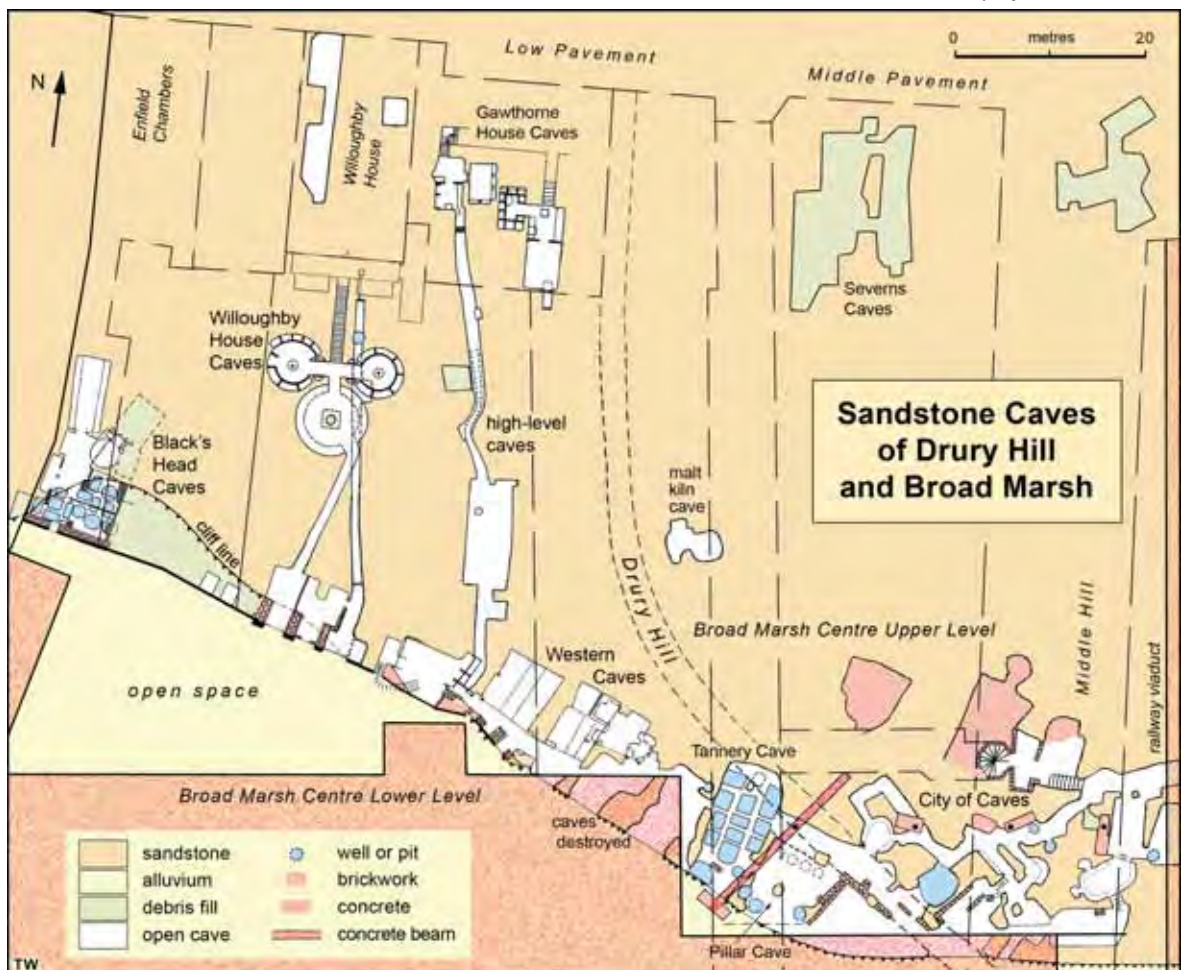 Low Pavement
0 metres 20
Middle Pavement
N
Enfield
Chambers
Willoughby
House
Gawthorne
House Caves
Severns
Caves
Willoughby
House
Caves
high-level
caves
Sandstone Caves
of Drury Hill
and Broad Marsh
Black's
Head
Caves
cliff line
malt
kiln
cave
Drury Hill
Broad Marsh Centre Upper Level
Middle Hill
railway viaduct
Western
Caves
open space
Tannery Cave
Broad Marsh Centre Lower Level
City of Caves
caves
destroyed
sandstone
alluvium
debris fill
open cave
well or pit
brickwork
concrete
concrete beam
Pillar Cave
TW